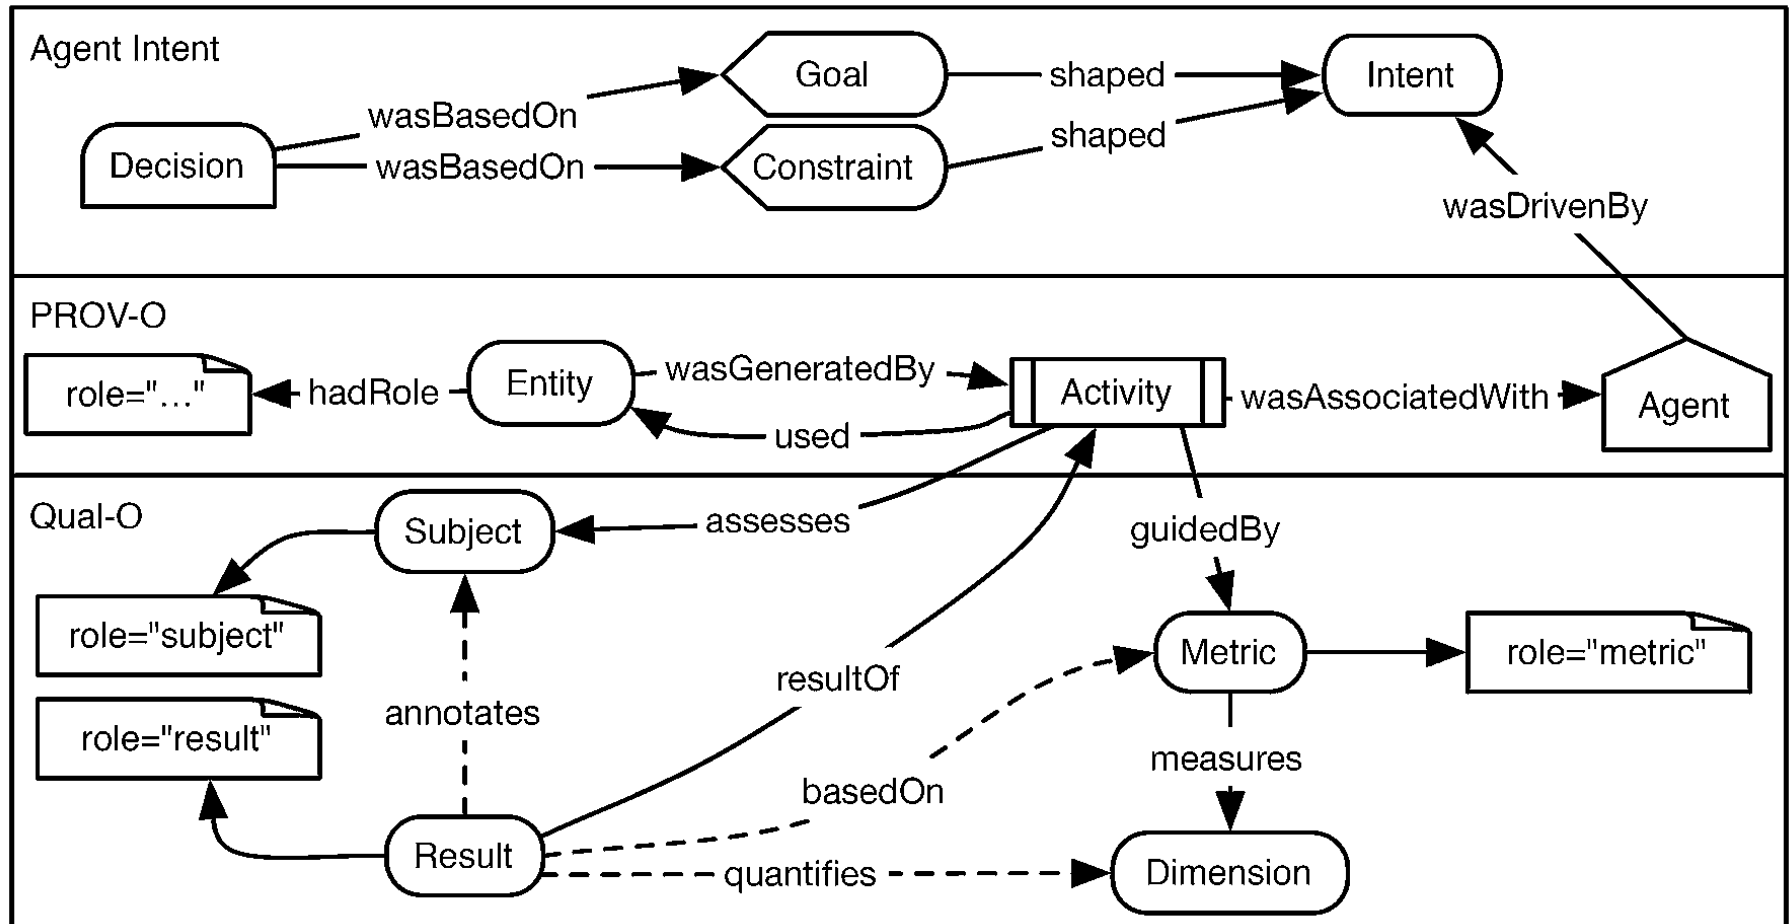 Agent Intent
Goal
shaped
Intent
wasBasedOn
Decision
wasBasedOn
Constraint
shaped
wasDrivenBy
PROV-O
role="..."
hadRole
Entity
wasGeneratedBy
used
Activity
wasAssociatedWith
Agent
Qual-O
Subject
assesses
guidedBy
role="subject"
Metric
role="metric"
resultOf
annotates
role="result"
measures
basedOn
Result
quantifies
Dimension